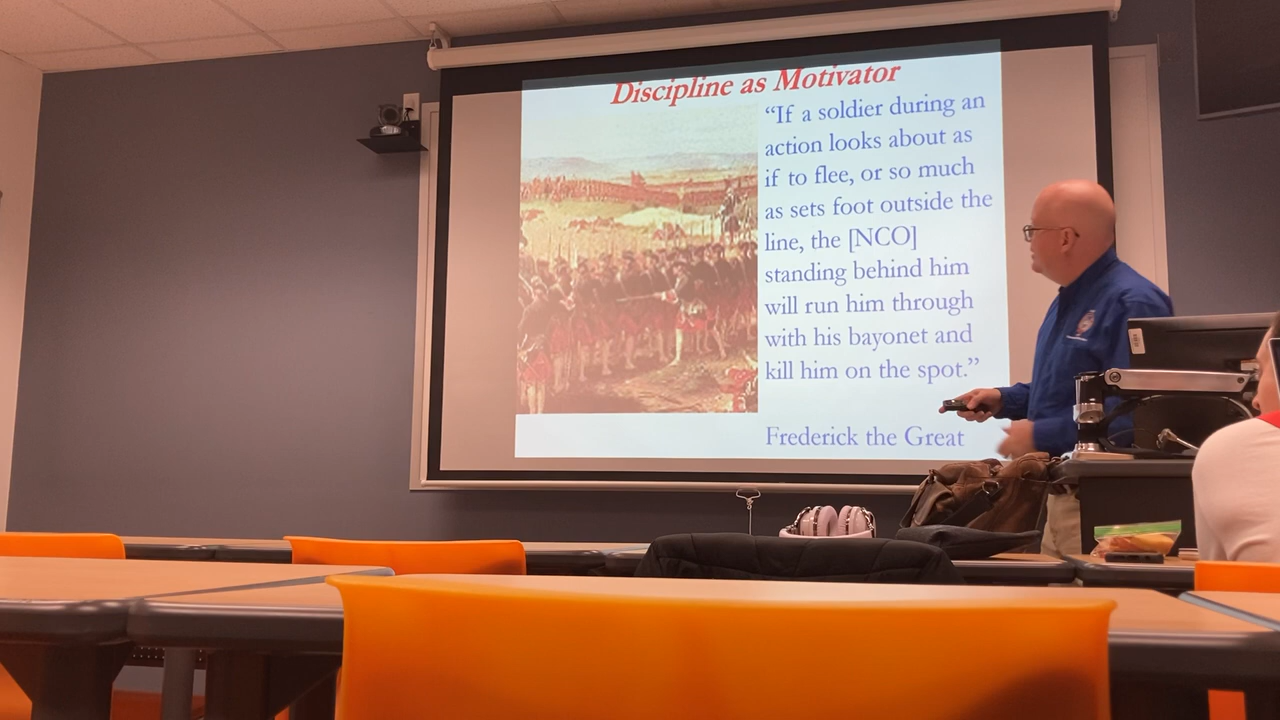 Discipline as Motivator
“If a soldier during an
action looks about as
if to flee, or so much
as sets foot outside the
line, the [NCO]
standing behind him
will run him through
with his bayonet and
kill him on the spot.”
Frederick the Great